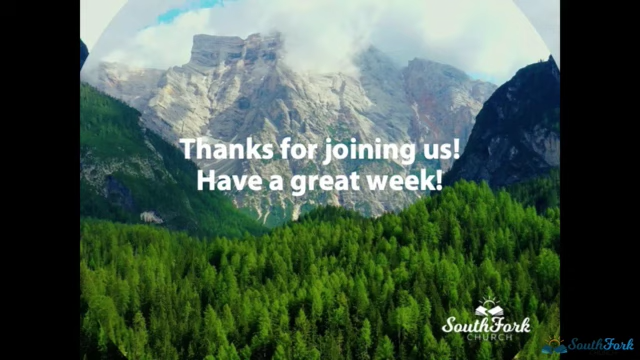 Thanks for joining us!
Have a great week!
SouthFork
CHURCH
SouthFork